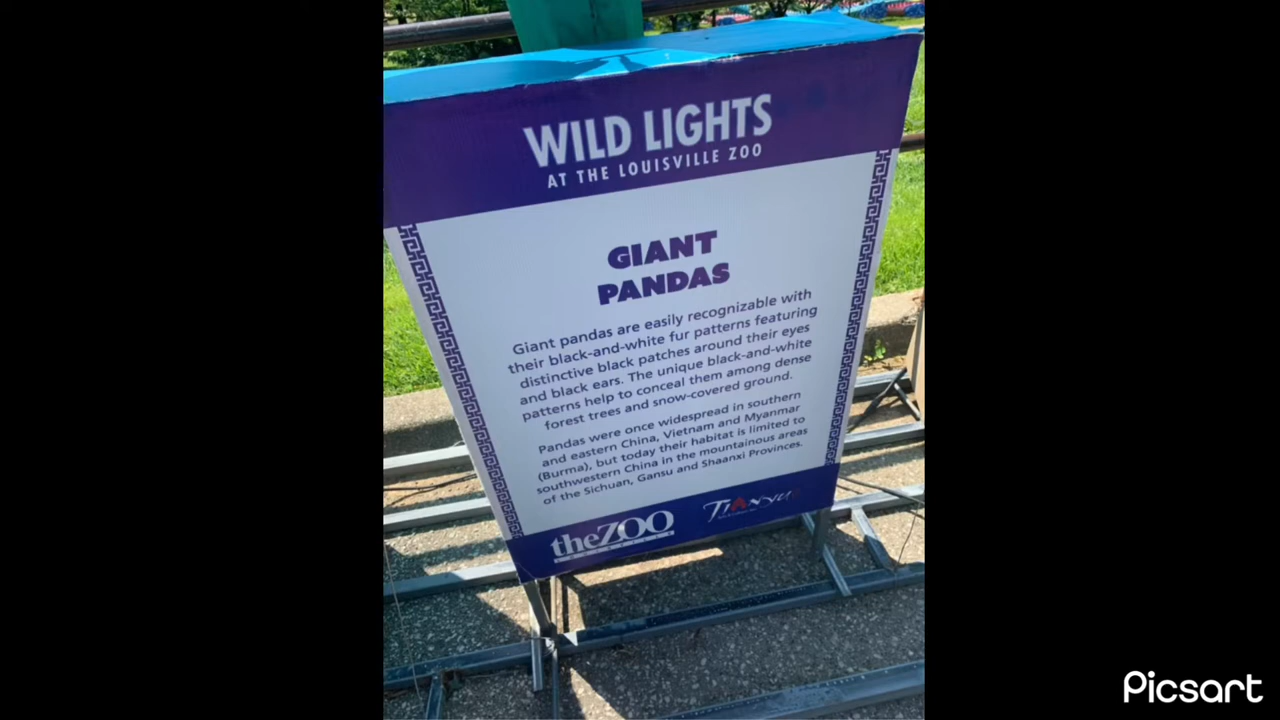 WILD LIGHTS
AT THE LOUISVILLE ZOO
GIANT
PANDAS
Giant pandas are easily recognizable with
their black-and-white fur patterns featuring
distinctive black patches around their eyes
and black ears. The unique black-and-white
patterns help to conceal them among dense
forest trees and snow-covered ground.
Pandas were once widespread in southern
and eastern China, Vietnam and Myanmar
(Burma), but today their habitat is limited to
southwestern China in the mountainous areas
of the Sichuan, Gansu and Shaanxi Provinces.
theZOO
LOUISVILLE
Picsart